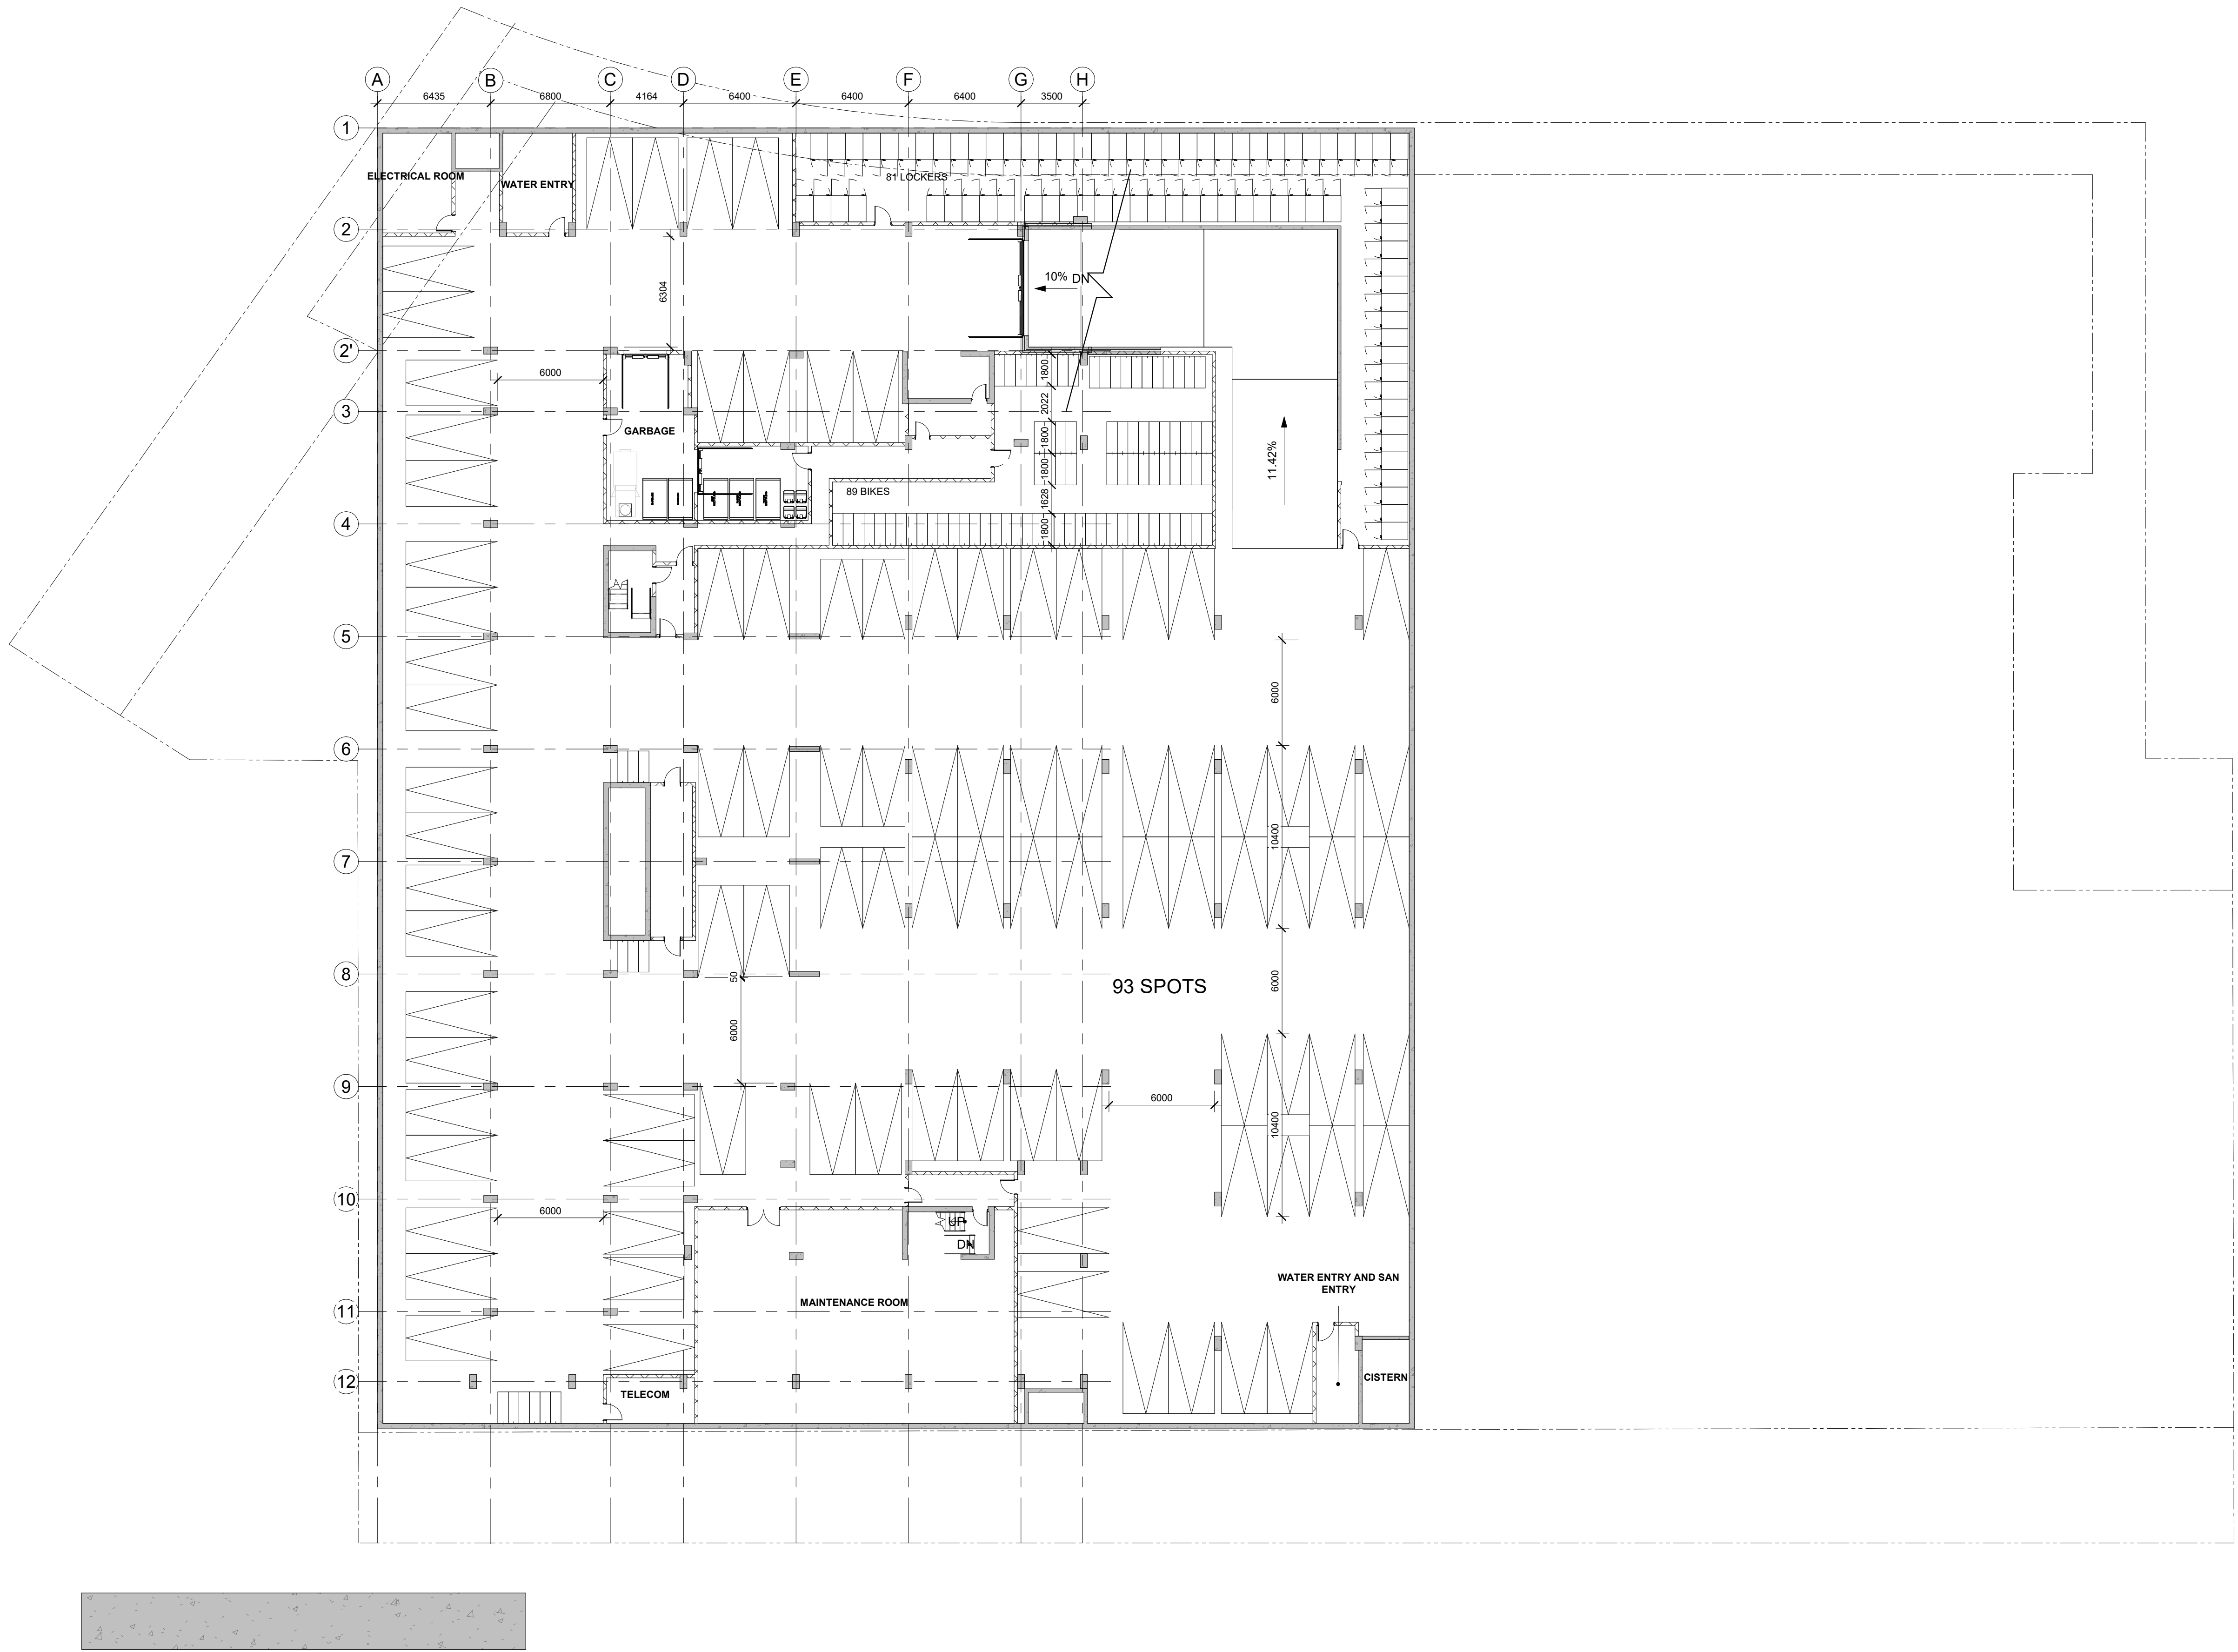 A
B
C
D
E
F
G
H
6435
6800
4164
6400
6400
6400
3500
1
ELECTRICAL ROOM
WATER ENTRY
81 LOCKERS
2
10% DN
6304
2'
6000
1800
3
2022
GARBAGE
1800
1800
11.42%
89 BIKES
1628
4
1800
5
6000
6
10400
7
8
50
6000
93 SPOTS
6000
9
6000
10400
10
6000
UP
DN
WATER ENTRY AND SAN
ENTRY
MAINTENANCE ROOM
11
12
TELECOM
CISTERN